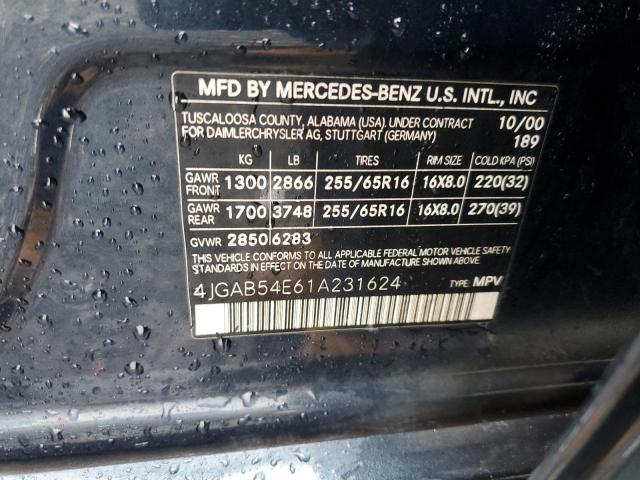 MFD BY MERCEDES-BENZ U.S. INTL., INC
TUSCALOOSA COUNTY, ALABAMA (USA). UNDER CONTRACT 10/00
FOR DAIMLERCHRYSLER AG, STUTTGART (GERMANY) 189
KG LB TIRES RIM SIZE COLD KPA (PSI)
GAWR FRONT 1300 2866 255/65R16 16X8.0 220(32)
GAWR REAR 1700 3748 255/65R16 16X8.0 270(39)
GVWR 2850 6283
THIS VEHICLE CONFORMS TO ALL APPLICABLE FEDERAL MOTOR VEHICLE SAFETY
STANDARDS IN EFFECT ON THE DATE OF MANUFACTURE SHOWN ABOVE.
4JGAB54E61A231624 TYPE: MPV